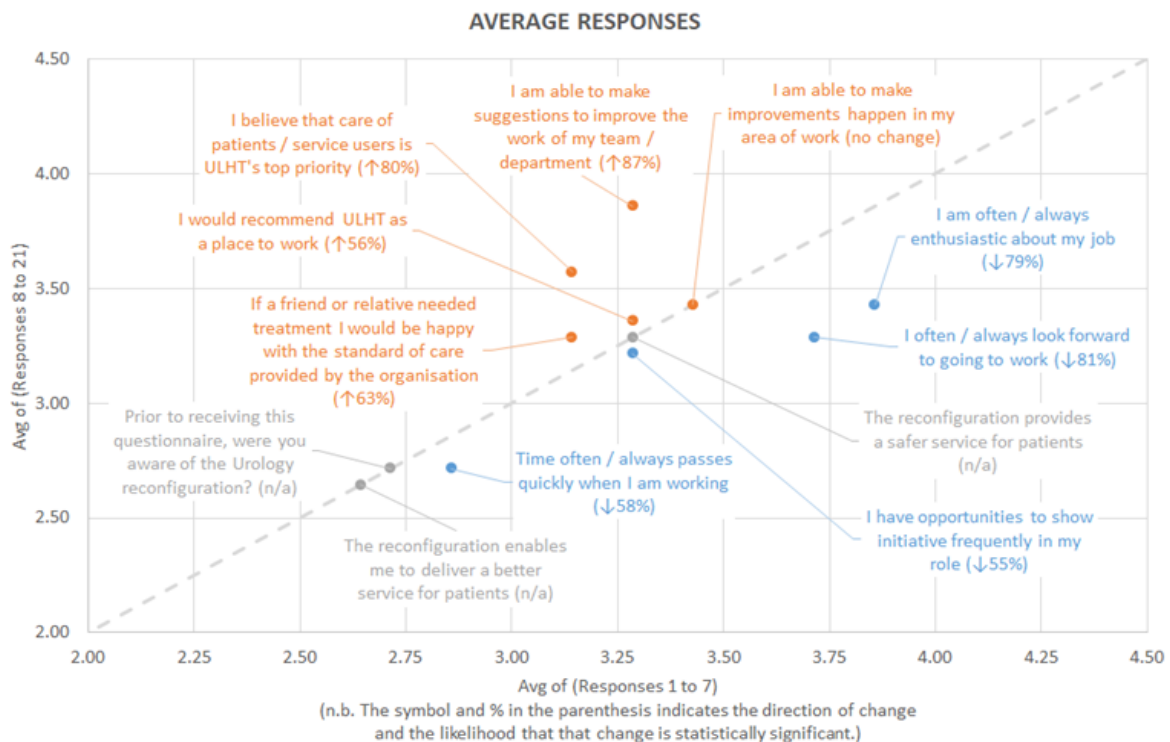 AVERAGE RESPONSES
4.50
4.00
3.50
3.00
2.50
2.00
Avg of (Responses 8 to 21)
I believe that care of
patients / service users is
ULHT's top priority (↑80%)
I am able to make
suggestions to improve the
work of my team /
department (↑87%)
I am able to make
improvements happen in my
area of work (no change)
I would recommend ULHT as
a place to work (↑56%)
I am often / always
enthusiastic about my job
(↓79%)
If a friend or relative needed
treatment I would be happy
with the standard of care
provided by the organisation
(↑63%)
I often / always look forward
to going to work (↓81%)
Prior to receiving this
questionnaire, were you
aware of the Urology
reconfiguration? (n/a)
The reconfiguration provides
a safer service for patients
(n/a)
Time often / always passes
quickly when I am working
(↓58%)
I have opportunities to show
initiative frequently in my
role (↓55%)
The reconfiguration enables
me to deliver a better
service for patients (n/a)
2.00 2.25 2.50 2.75 3.00 3.25 3.50 3.75 4.00 4.25 4.50
Avg of (Responses 1 to 7)
(n.b. The symbol and % in the parenthesis indicates the direction of change
and the likelihood that that change is statistically significant.)